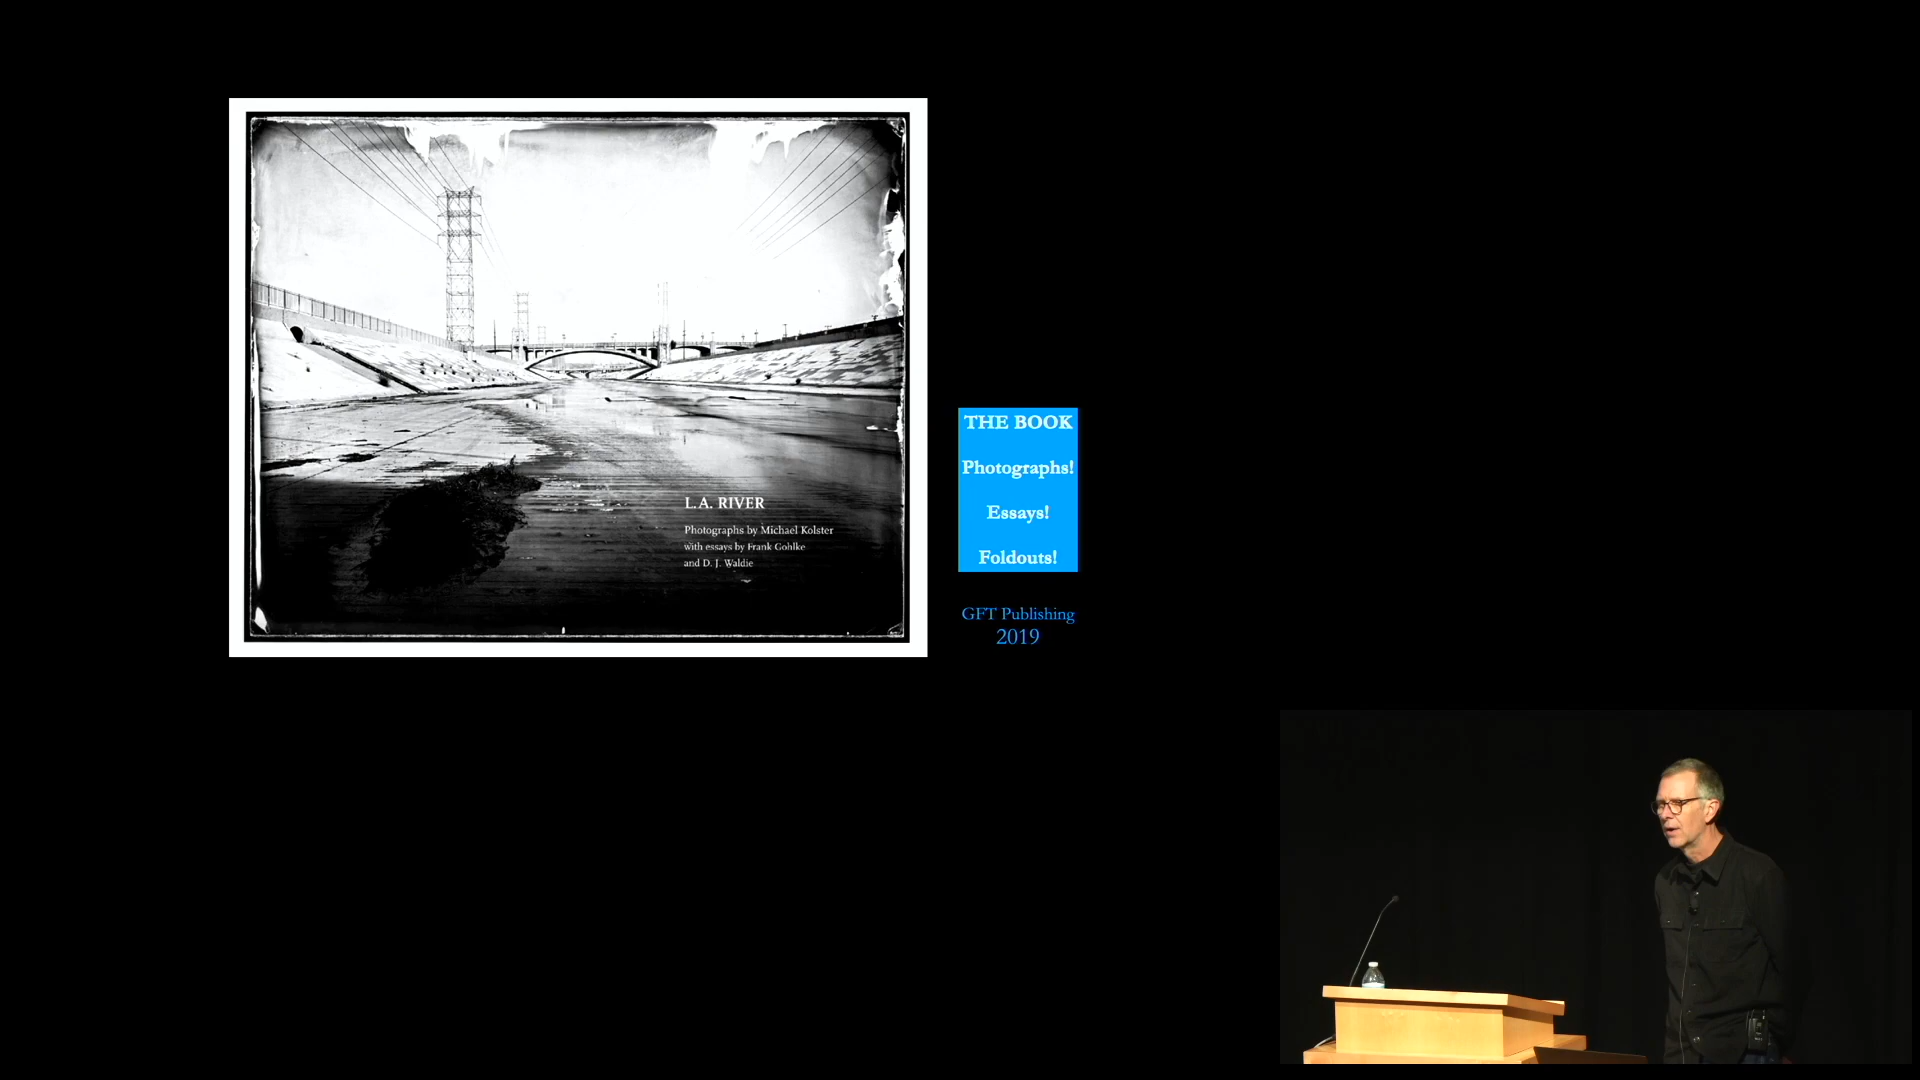 L.A. RIVER
Photographs by Michael Kolster
with essays by Frank Gohlke
and D. J. Waldie
THE BOOK
Photographs!
Essays!
Foldouts!
GFT Publishing
2019